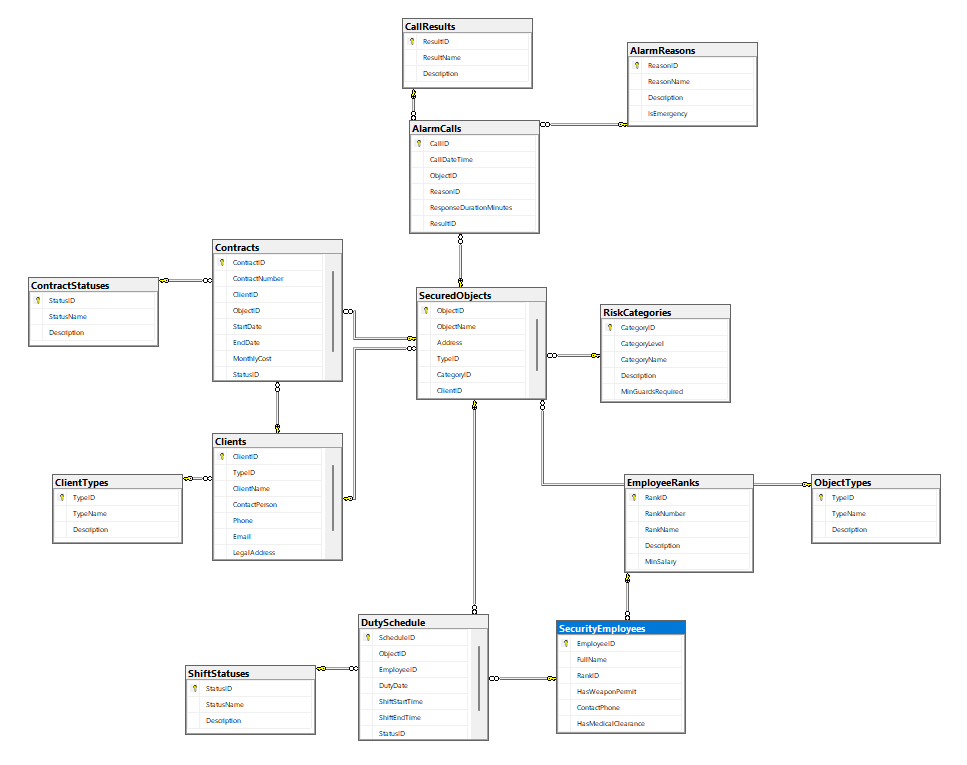 CallResults
ResultID
ResultName
Description
AlarmReasons
ReasonID
ReasonName
Description
IsEmergency
AlarmCalls
CallID
CallDateTime
ObjectID
ReasonID
ResponseDurationMinutes
ResultID
Contracts
ContractID
ContractNumber
ClientID
ObjectID
StartDate
EndDate
MonthlyCost
StatusID
ContractStatuses
StatusID
StatusName
Description
SecuredObjects
ObjectID
ObjectName
Address
TypeID
CategoryID
ClientID
RiskCategories
CategoryID
CategoryLevel
CategoryName
Description
MinGuardsRequired
Clients
ClientID
TypeID
ClientName
ContactPerson
Phone
Email
LegalAddress
ClientTypes
TypeID
TypeName
Description
EmployeeRanks
RankID
RankNumber
RankName
Description
MinSalary
ObjectTypes
TypeID
TypeName
Description
DutySchedule
ScheduleID
ObjectID
EmployeeID
DutyDate
ShiftStartTime
ShiftEndTime
StatusID
SecurityEmployees
EmployeeID
FullName
RankID
HasWeaponPermit
ContactPhone
HasMedicalClearance
ShiftStatuses
StatusID
StatusName
Description